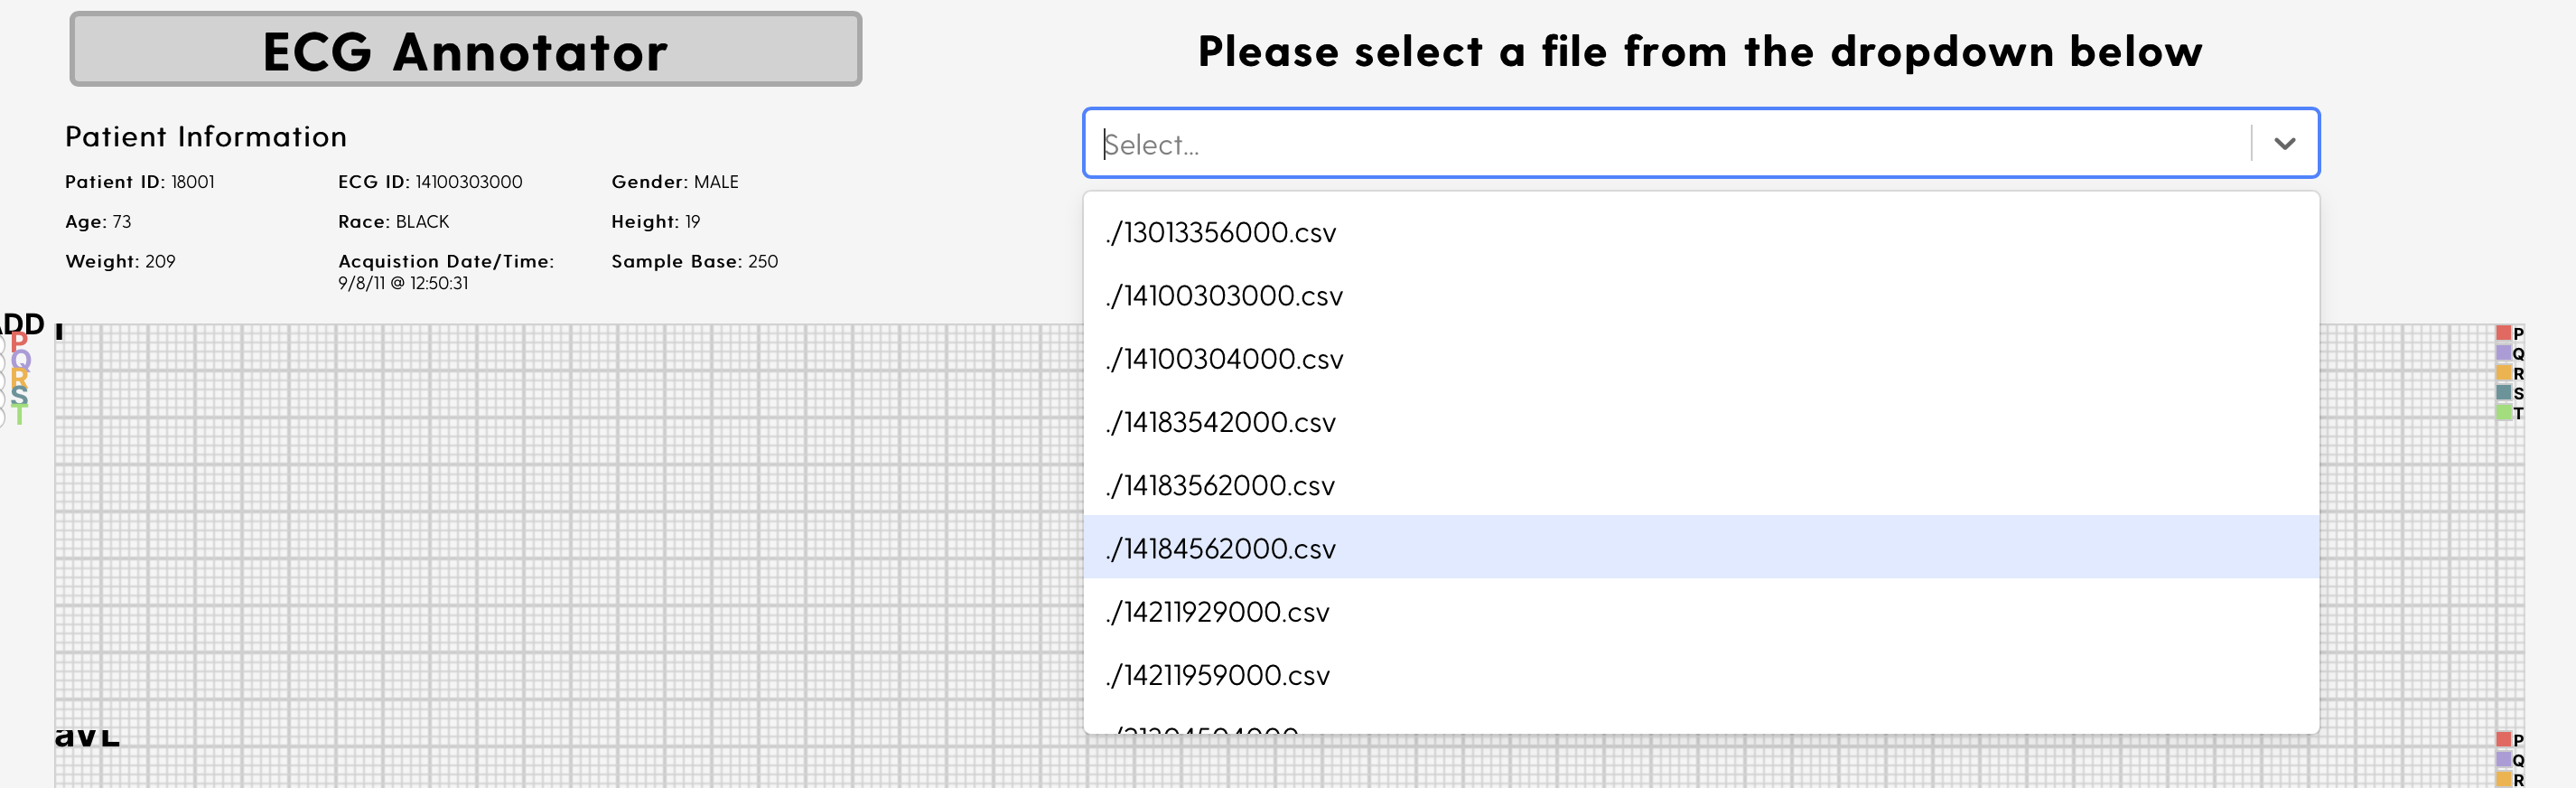 ECG Annotator
Please select a file from the dropdown below
Patient Information
Patient ID: 18001
ECG ID: 14100303000
Gender: MALE
Age: 73
Race: BLACK
Height: 19
Weight: 209
Acquistion Date/Time:
9/8/11 @ 12:50:31
Sample Base: 250
Select...
./13013356000.csv
./14100303000.csv
./14100304000.csv
./14183542000.csv
./14183562000.csv
./14184562000.csv
./14211929000.csv
./14211959000.csv
DD
P
Q
R
S
T
P
Q
R
S
T
aVL
P
Q
R